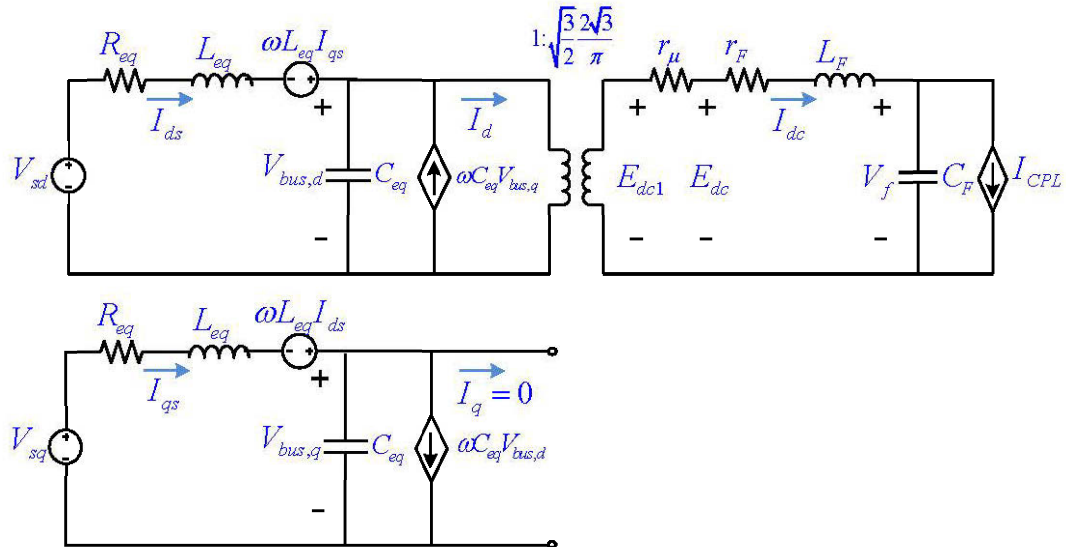 1:√(3/2) 2√3/π
R_eq L_eq ωL_eq I_qs r_μ r_F L_F
I_ds I_d I_dc
+ + + +
V_sd V_bus,d C_eq ωC_eq V_bus,q E_dc1 E_dc V_f C_F I_CPL
− − − −
R_eq L_eq ωL_eq I_ds
I_qs + I_q = 0
V_sq V_bus,q C_eq ωC_eq V_bus,d
−